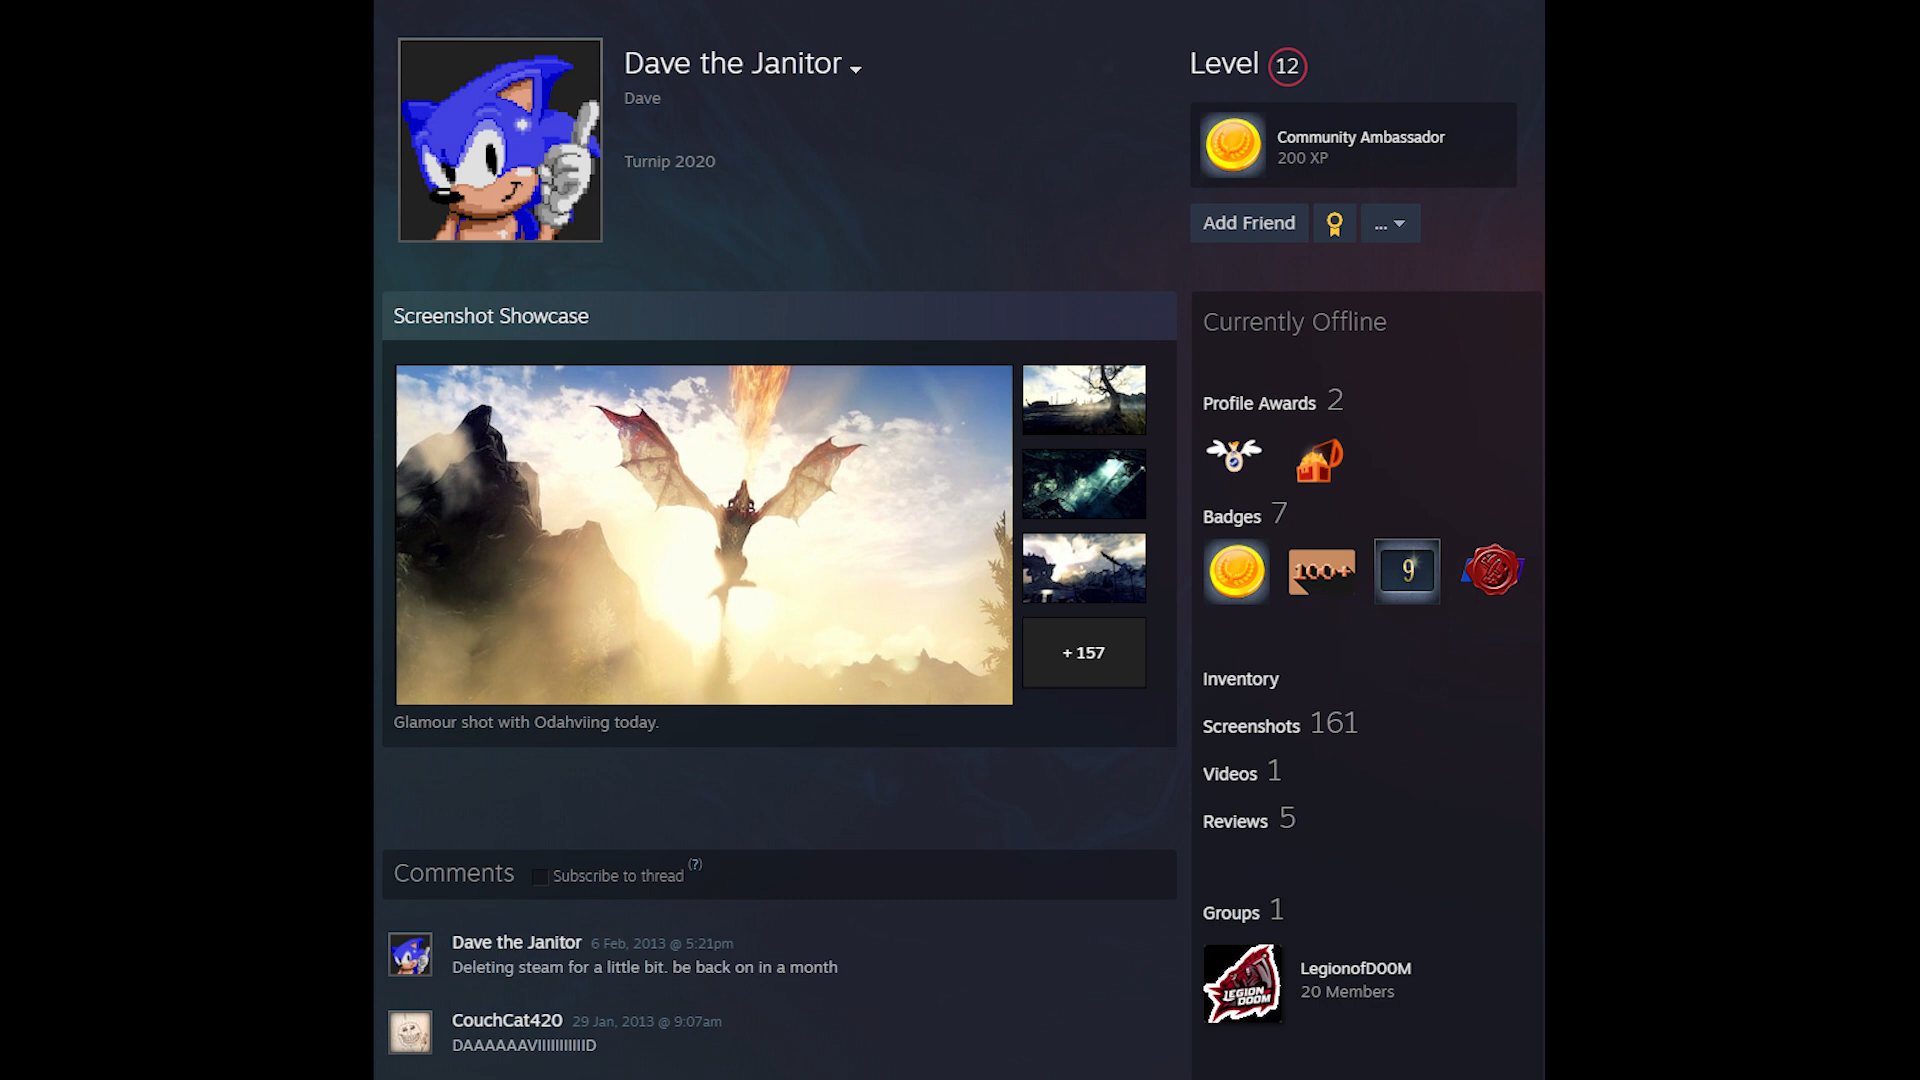 Dave the Janitor
Dave
Turnip 2020
Level 12
Community Ambassador
200 XP
Add Friend
...
Screenshot Showcase
+ 157
Glamour shot with Odahviing today.
Currently Offline
Profile Awards 2
Badges 7
100+
9
Inventory
Screenshots 161
Videos 1
Reviews 5
Groups 1
LEGION
DOOM
LegionofD00M
20 Members
Comments
Subscribe to thread (?)
Dave the Janitor 6 Feb, 2013 @ 5:21pm
Deleting steam for a little bit. be back on in a month
CouchCat420 29 Jan, 2013 @ 9:07am
DAAAAAAVIIIIIIIIIIID